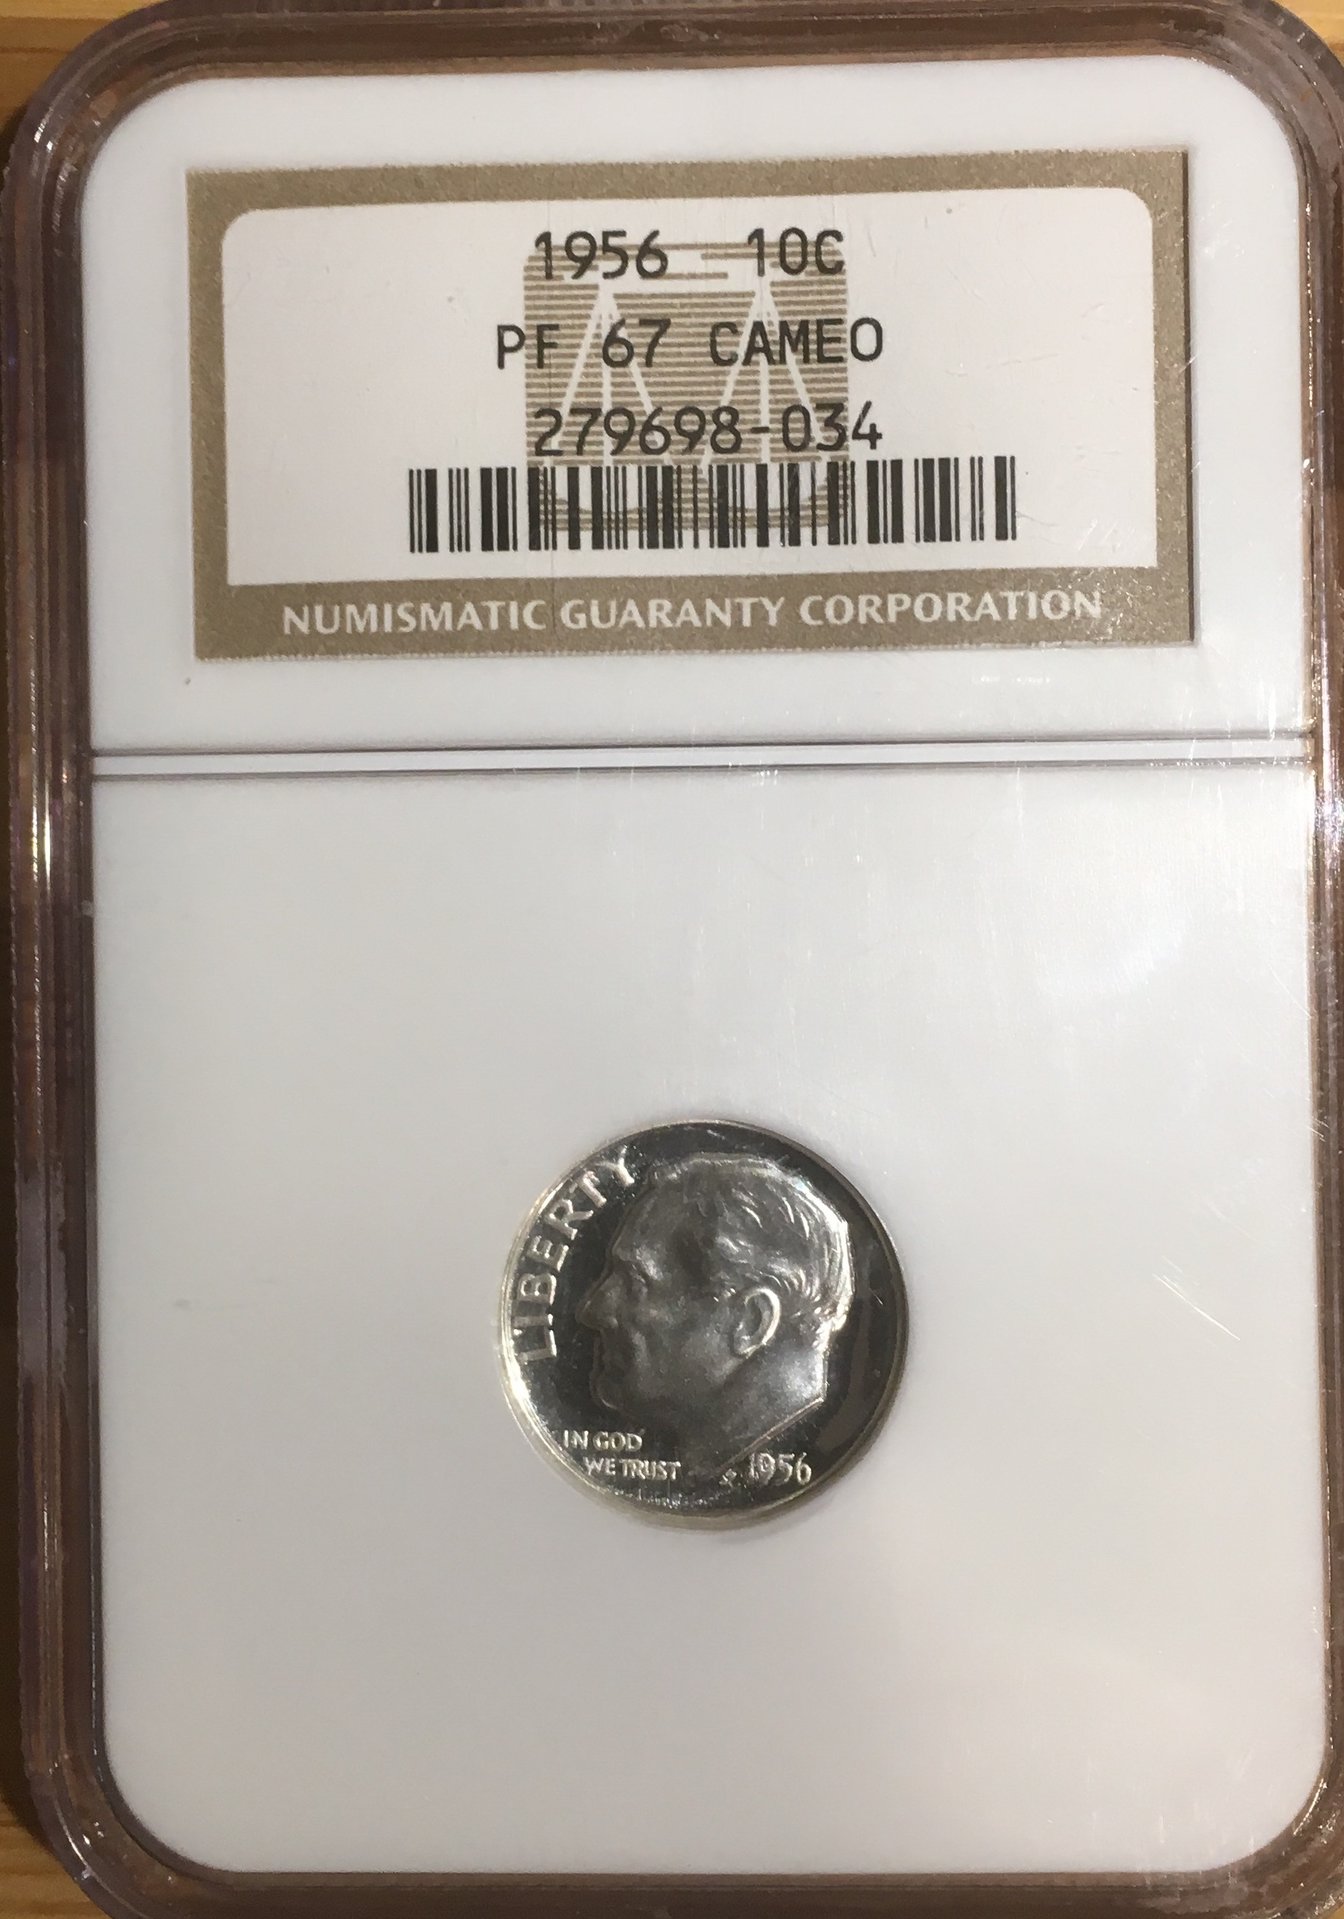 1956 10C
PF 67 CAMEO
279698-034
NUMISMATIC GUARANTY CORPORATION
LIBERTY
IN GOD
WE TRUST
1956